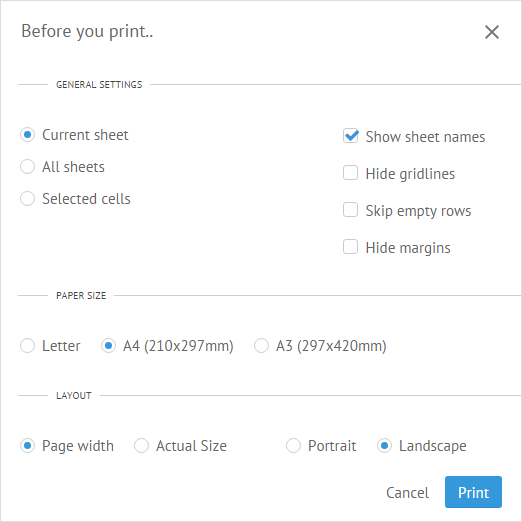 Before you print..
GENERAL SETTINGS
Current sheet
All sheets
Selected cells
Show sheet names
Hide gridlines
Skip empty rows
Hide margins
PAPER SIZE
Letter A4 (210x297mm) A3 (297x420mm)
LAYOUT
Page width Actual Size Portrait Landscape
Cancel Print